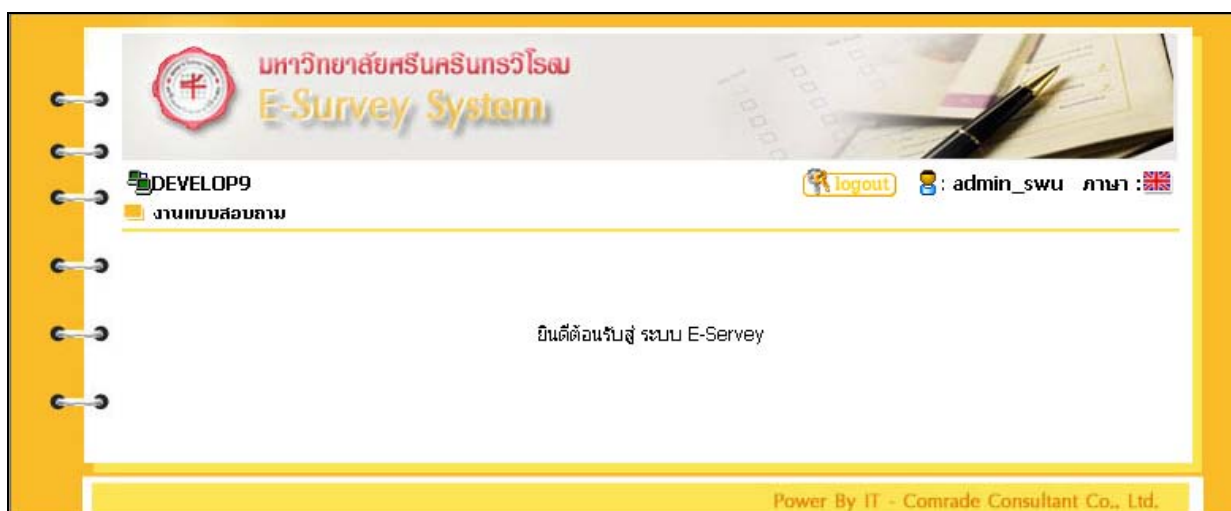 มหาวิทยาลัยศรีนครินทรวิโรฒ
E-Survey System
DEVELOP9
logout : admin_swu ภาษา :
งานแบบสอบถาม
ยินดีต้อนรับสู่ ระบบ E-Servey
Power By IT - Comrade Consultant Co., Ltd.